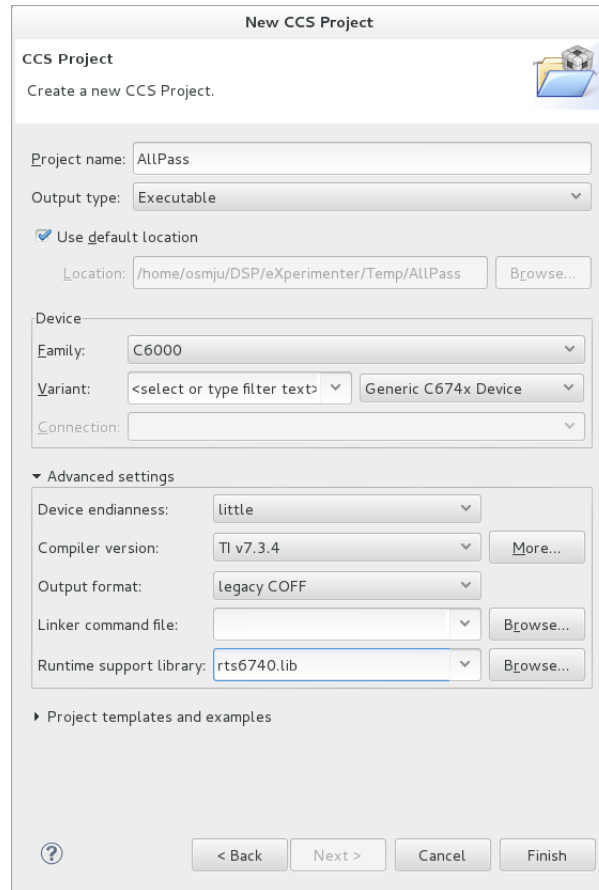 New CCS Project
CCS Project
Create a new CCS Project.
Project name: AllPass
Output type: Executable
Use default location
Location: /home/osmju/DSP/eXperimenter/Temp/AllPass Browse...
Device
Family: C6000
Variant: <select or type filter text> Generic C674x Device
Connection:
Advanced settings
Device endianness: little
Compiler version: TI v7.3.4 More...
Output format: legacy COFF
Linker command file: Browse...
Runtime support library: rts6740.lib Browse...
Project templates and examples
? < Back Next > Cancel Finish